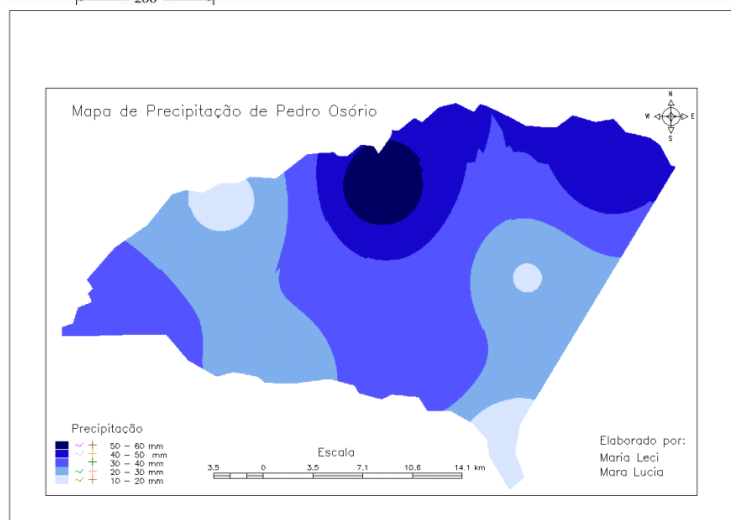 Mapa de Precipitação de Pedro Osório
N
W E
S
Precipitação
50 – 60 mm
40 – 50 mm
30 – 40 mm
20 – 30 mm
10 – 20 mm
Escala
3.5 0 3.5 7.1 10.6 14.1 km
Elaborado por:
Maria Leci
Mara Lucia